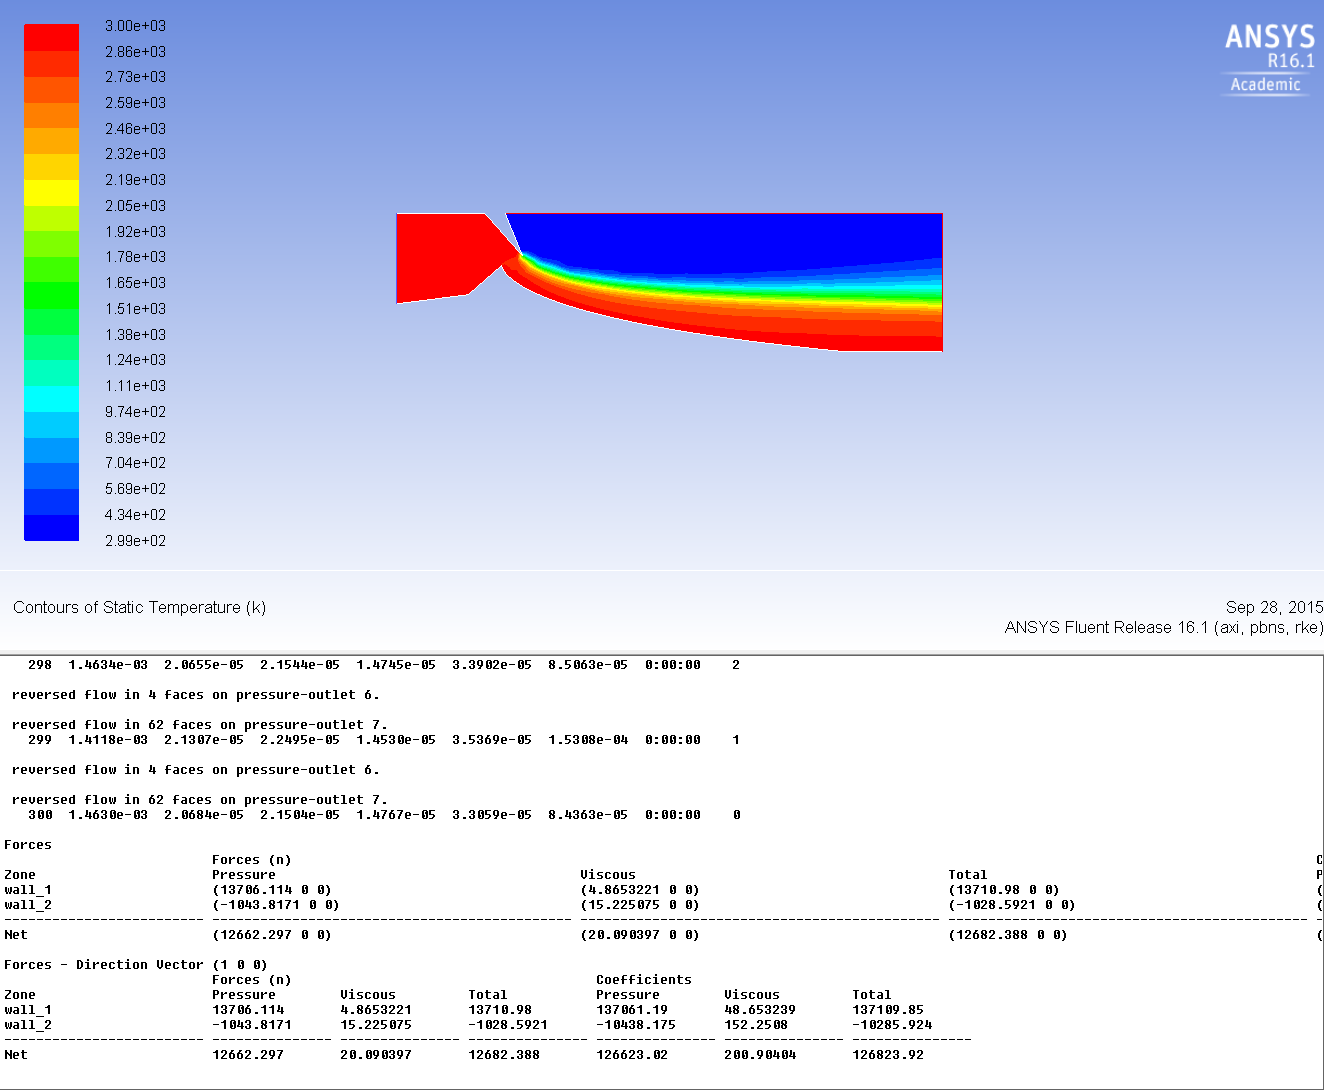 3.00e+03
2.86e+03
2.73e+03
2.59e+03
2.46e+03
2.32e+03
2.19e+03
2.05e+03
1.92e+03
1.78e+03
1.65e+03
1.51e+03
1.38e+03
1.24e+03
1.11e+03
9.74e+02
8.39e+02
7.04e+02
5.69e+02
4.34e+02
2.99e+02
ANSYS
R16.1
Academic
Contours of Static Temperature (k)
Sep 28, 2015
ANSYS Fluent Release 16.1 (axi, pbns, rke)
298 1.4634e-03 2.0655e-05 2.1544e-05 1.4745e-05 3.3902e-05 8.5063e-05 0:00:00 2
reversed flow in 4 faces on pressure-outlet 6.
reversed flow in 62 faces on pressure-outlet 7.
299 1.4118e-03 2.1307e-05 2.2495e-05 1.4530e-05 3.5369e-05 1.5308e-04 0:00:00 1
reversed flow in 4 faces on pressure-outlet 6.
reversed flow in 62 faces on pressure-outlet 7.
300 1.4630e-03 2.0684e-05 2.1504e-05 1.4767e-05 3.3059e-05 8.4363e-05 0:00:00 0
Forces
Forces (n)
Zone Pressure Viscous Total
wall_1 (13706.114 0 0) (4.8653221 0 0) (13710.98 0 0) (
wall_2 (-1043.8171 0 0) (15.225075 0 0) (-1028.5921 0 0) (
------------------------- --------------------------------------------- --------------------------------------------- ---------------------------------------------
Net (12662.297 0 0) (20.090397 0 0) (12682.388 0 0) (
Forces - Direction Vector (1 0 0)
Forces (n) Coefficients
Zone Pressure Viscous Total Pressure Viscous Total
wall_1 13706.114 4.8653221 13710.98 137061.19 48.653239 137109.85
wall_2 -1043.8171 15.225075 -1028.5921 -10438.175 152.2508 -10285.924
------------------------- --------------- --------------- --------------- --------------- --------------- ---------------
Net 12662.297 20.090397 12682.388 126623.02 200.90404 126823.92